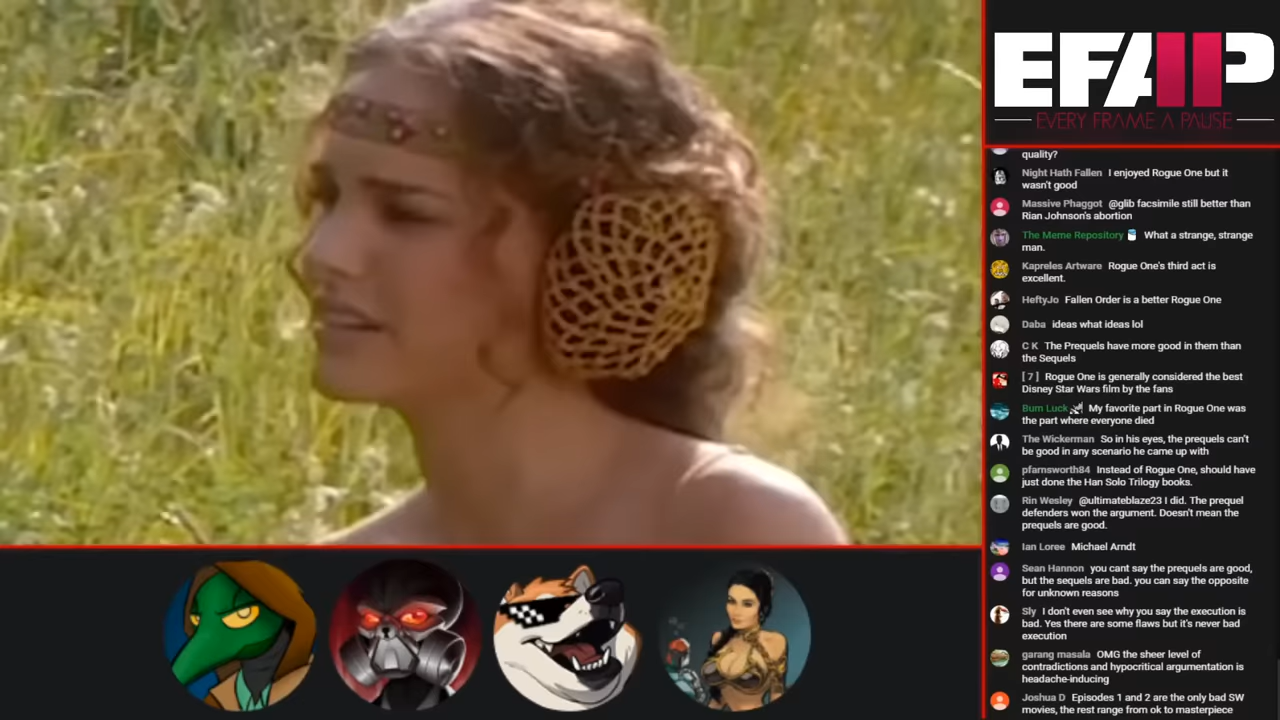 EFAP
EVERY FRAME A PAUSE
quality?
Night Hath Fallen I enjoyed Rogue One but it
wasn't good
Massive Phaggot @glib facsimile still better than
Rian Johnson's abortion
The Meme Repository What a strange, strange
man.
Kapreles Artware Rogue One's third act is
excellent.
HeftyJo Fallen Order is a better Rogue One
Daba ideas what ideas lol
C K The Prequels have more good in them than
the Sequels
[ 7 ] Rogue One is generally considered the best
Disney Star Wars film by the fans
Bum Luck My favorite part in Rogue One was
the part where everyone died
The Wickerman So in his eyes, the prequels can't
be good in any scenario he came up with
pfarnsworth84 Instead of Rogue One, should have
just done the Han Solo Trilogy books.
Rin Wesley @ultimateblaze23 I did. The prequel
defenders won the argument. Doesn't mean the
prequels are good.
Ian Loree Michael Arndt
Sean Hannon you cant say the prequels are good,
but the sequels are bad. you can say the opposite
for unknown reasons
Sly I don't even see why you say the execution is
bad. Yes there are some flaws but it's never bad
execution
garang masala OMG the sheer level of
contradictions and hypocritical argumentation is
headache-inducing
Joshua D Episodes 1 and 2 are the only bad SW
movies, the rest range from ok to masterpiece